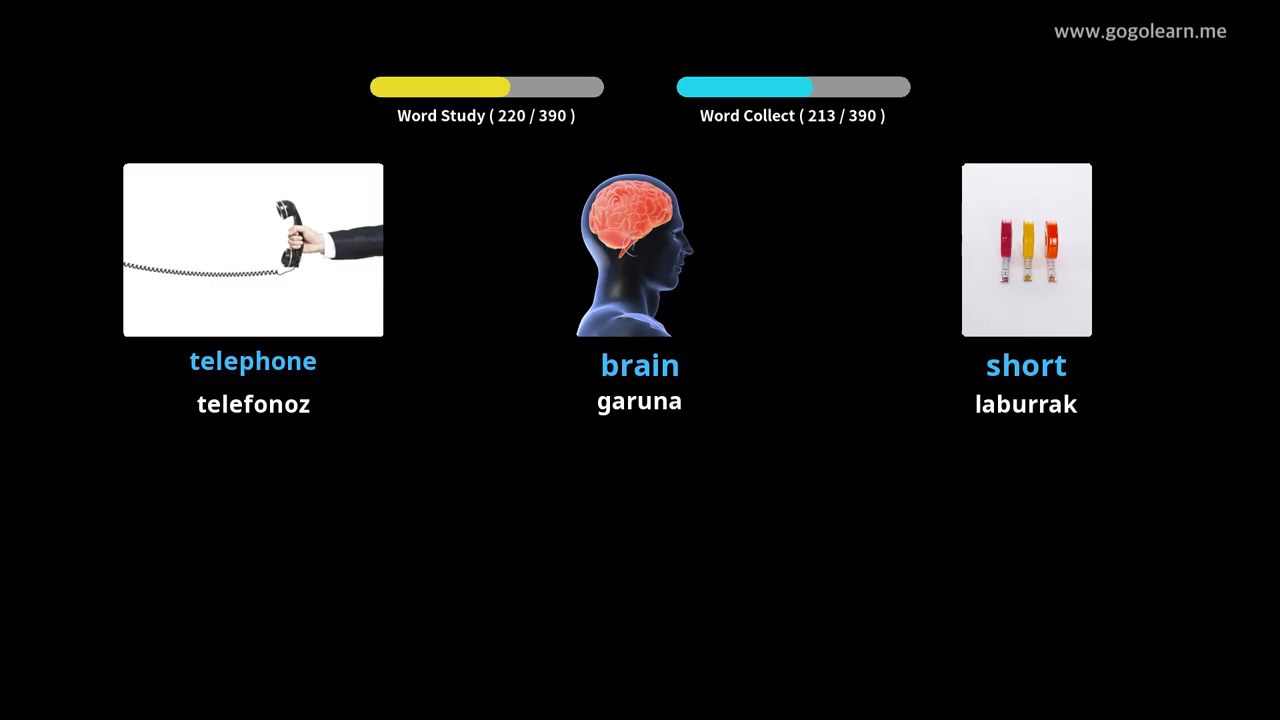 www.gogolearn.me
Word Study ( 220 / 390 )
Word Collect ( 213 / 390 )
telephone
telefonoz
brain
garuna
short
laburrak